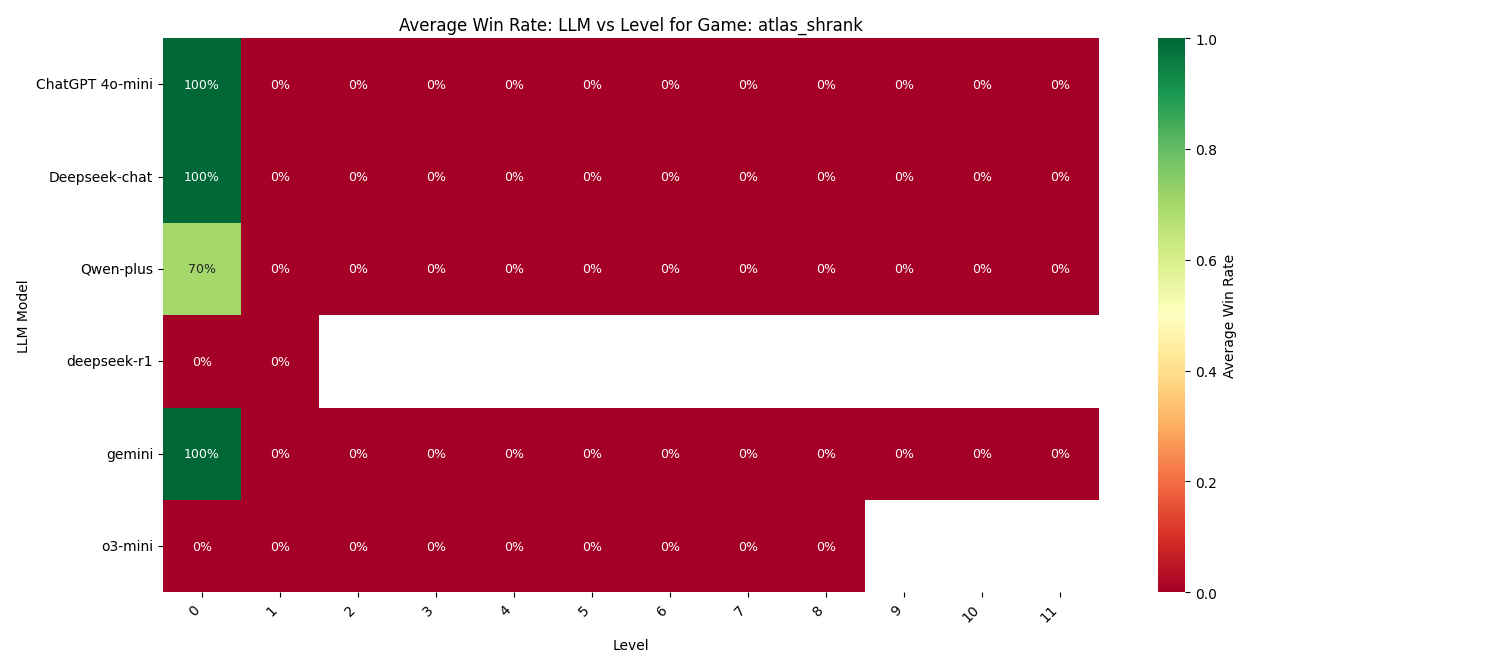 Average Win Rate: LLM vs Level for Game: atlas_shrank
LLM Model
ChatGPT 4o-mini 100% 0% 0% 0% 0% 0% 0% 0% 0% 0% 0% 0%
Deepseek-chat 100% 0% 0% 0% 0% 0% 0% 0% 0% 0% 0% 0%
Qwen-plus 70% 0% 0% 0% 0% 0% 0% 0% 0% 0% 0% 0%
deepseek-r1 0% 0%
gemini 100% 0% 0% 0% 0% 0% 0% 0% 0% 0% 0% 0%
o3-mini 0% 0% 0% 0% 0% 0% 0% 0% 0%
0 1 2 3 4 5 6 7 8 9 10 11
Level
1.0
0.8
0.6
0.4
0.2
0.0
Average Win Rate